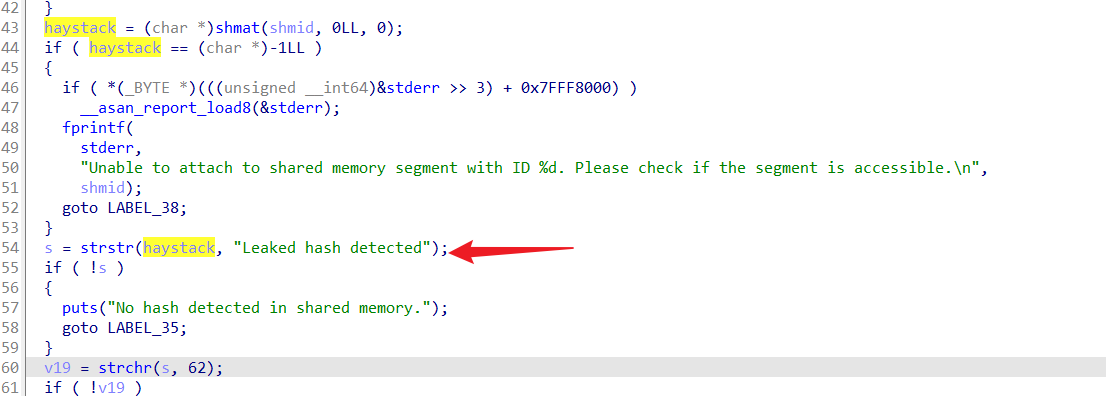 42 }
43 haystack = (char *)shmat(shmid, 0LL, 0);
44 if ( haystack == (char *)-1LL )
45 {
46 if ( *(_BYTE *)(((unsigned __int64)&stderr >> 3) + 0x7FFF8000) )
47 __asan_report_load8(&stderr);
48 fprintf(
49 stderr,
50 "Unable to attach to shared memory segment with ID %d. Please check if the segment is accessible.\n",
51 shmid);
52 goto LABEL_38;
53 }
54 s = strstr(haystack, "Leaked hash detected");
55 if ( !s )
56 {
57 puts("No hash detected in shared memory.");
58 goto LABEL_35;
59 }
60 v19 = strchr(s, 62);
61 if ( !v19 )